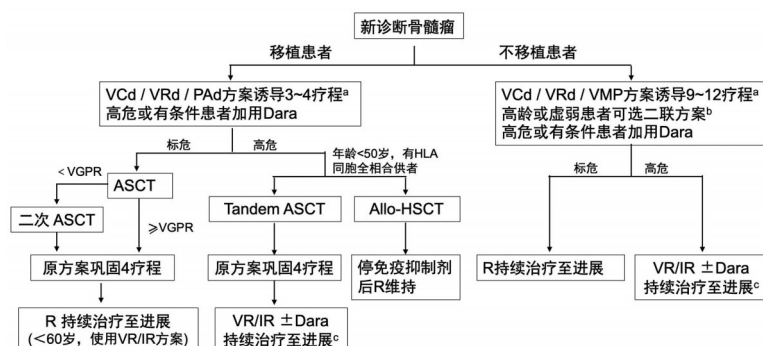 新诊断骨髓瘤
移植患者
不移植患者
VCd / VRd / PAd方案诱导3~4疗程a
高危或有条件患者加用Dara
VCd / VRd / VMP方案诱导9~12疗程a
高龄或虚弱患者可选二联方案b
高危或有条件患者加用Dara
标危
高危
年龄<50岁，有HLA
同胞全相合供者
标危
高危
<VGPR
ASCT
二次 ASCT
≥VGPR
Tandem ASCT
Allo-HSCT
原方案巩固4疗程
原方案巩固4疗程
停免疫抑制剂
后R维持
R持续治疗至进展
VR/IR ±Dara
持续治疗至进展c
R 持续治疗至进展
(<60岁，使用VR/IR方案)
VR/IR ±Dara
持续治疗至进展c